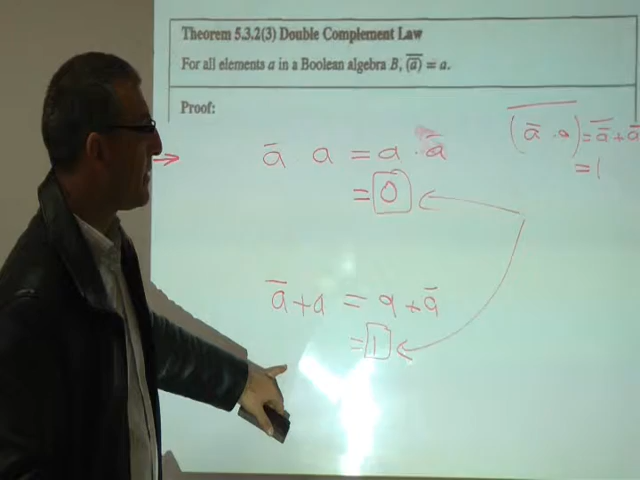 Theorem 5.3.2(3) Double Complement Law
For all elements a in a Boolean algebra B, (a̅)̅ = a.
Proof:
a̅ a = a · a̅
= 0
(a̅ · a)̅ = a̅̅ + a̅
= 1
a̅ + a = a + a̅
= 1